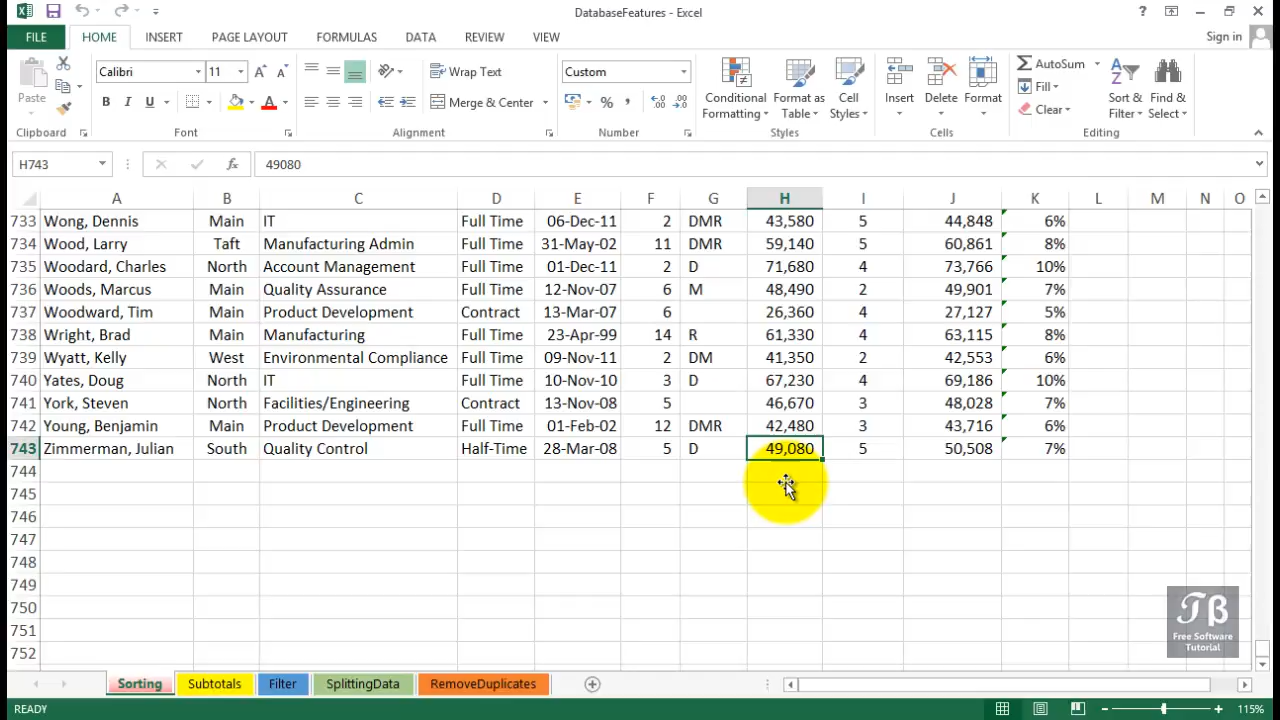 DatabaseFeatures - Excel
FILE HOME INSERT PAGE LAYOUT FORMULAS DATA REVIEW VIEW Sign in
Calibri 11 Wrap Text Custom AutoSum
Paste B I U Merge & Center % , Conditional Formatting Format as Table Cell Styles Insert Delete Format Fill Clear Sort & Filter Find & Select
Clipboard Font Alignment Number Styles Cells Editing
H743 fx 49080
A B C D E F G H I J K L M N O
733 Wong, Dennis Main IT Full Time 06-Dec-11 2 DMR 43,580 5 44,848 6%
734 Wood, Larry Taft Manufacturing Admin Full Time 31-May-02 11 DMR 59,140 5 60,861 8%
735 Woodard, Charles North Account Management Full Time 01-Dec-11 2 D 71,680 4 73,766 10%
736 Woods, Marcus Main Quality Assurance Full Time 12-Nov-07 6 M 48,490 2 49,901 7%
737 Woodward, Tim Main Product Development Contract 13-Mar-07 6 26,360 4 27,127 5%
738 Wright, Brad Main Manufacturing Full Time 23-Apr-99 14 R 61,330 4 63,115 8%
739 Wyatt, Kelly West Environmental Compliance Full Time 09-Nov-11 2 DM 41,350 2 42,553 6%
740 Yates, Doug North IT Full Time 10-Nov-10 3 D 67,230 4 69,186 10%
741 York, Steven North Facilities/Engineering Contract 13-Nov-08 5 46,670 3 48,028 7%
742 Young, Benjamin Main Product Development Full Time 01-Feb-02 12 DMR 42,480 3 43,716 6%
743 Zimmerman, Julian South Quality Control Half-Time 28-Mar-08 5 D 49,080 5 50,508 7%
744
745
746
747
748
749
750
751
752
TB
Free Software
Tutorial
Sorting Subtotals Filter SplittingData RemoveDuplicates
READY 115%